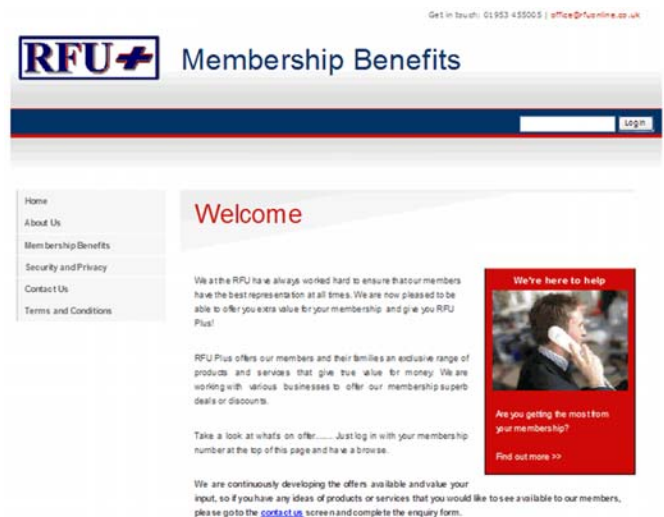 Get in touch: 01953 455005 | office@rfuonline.co.uk
RFU+
Membership Benefits
Login
Home
About Us
Membership Benefits
Security and Privacy
Contact Us
Terms and Conditions
Welcome
We at the RFU have always worked hard to ensure that our members
have the best representation at all times. We are now pleased to be
able to offer you extra value for your membership and give you RFU
Plus!
RFU Plus offers our members and their families an exclusive range of
products and services that give true value for money. We are
working with various businesses to offer our membership superb
deals or discounts.
Take a look at what's on offer....... Just log in with your membership
number at the top of this page and have a browse.
We are continuously developing the offers available and value your
input, so if you have any ideas of products or services that you would like to see available to our members,
please go to the contact us screen and complete the enquiry form.
We're here to help
Are you getting the most from
your membership?
Find out more >>